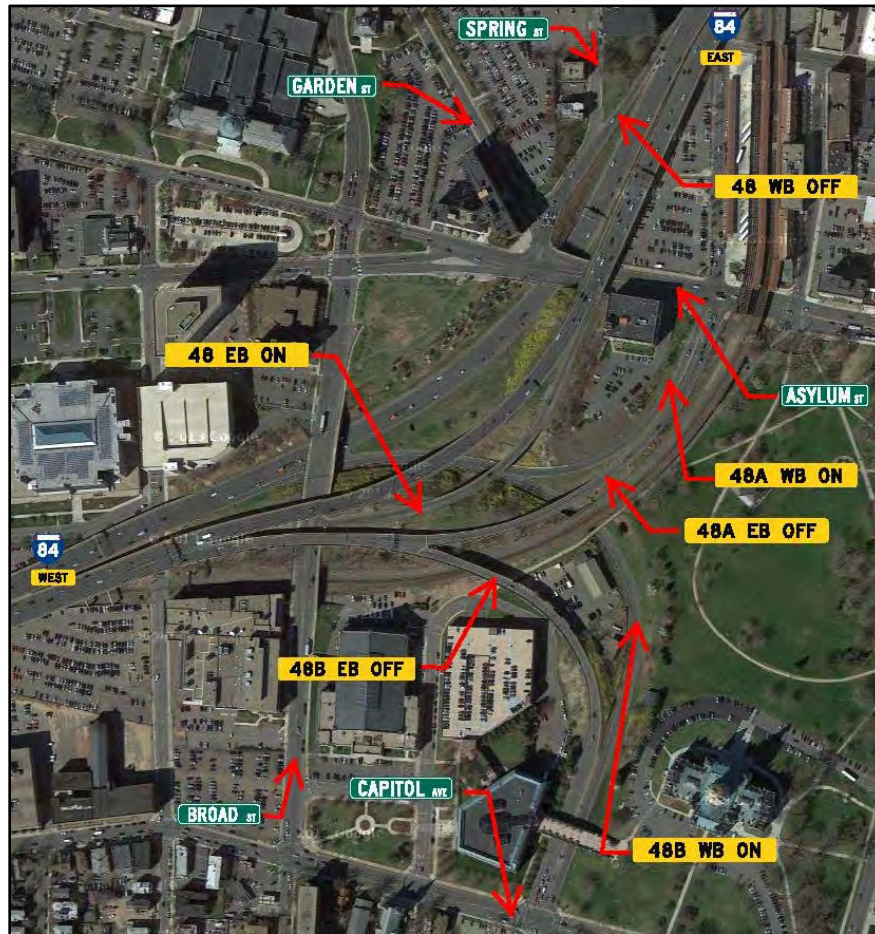 SPRING ST
84
EAST
GARDEN ST
48 WB OFF
48 EB ON
ASYLUM ST
48A WB ON
84
WEST
48A EB OFF
48B EB OFF
CAPITOL AVE
BROAD ST
48B WB ON